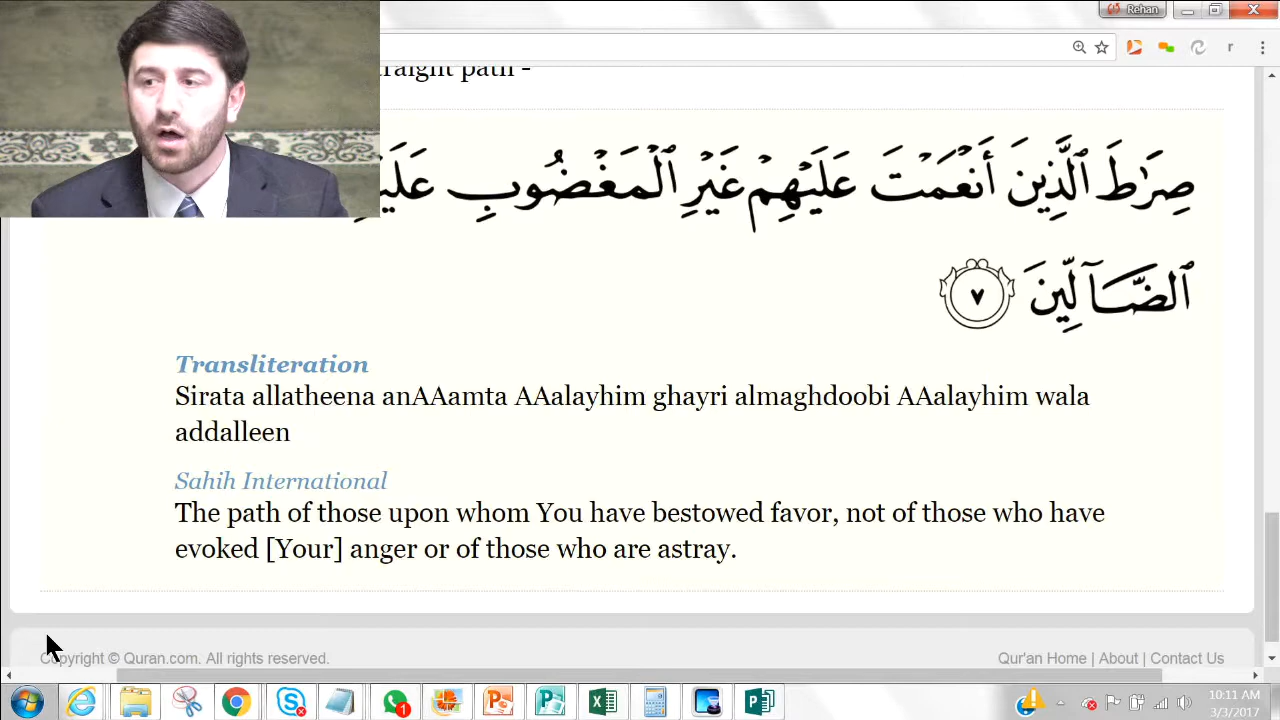 Rehan
raight path -
صِرَٰطَ ٱلَّذِينَ أَنْعَمْتَ عَلَيْهِمْ غَيْرِ ٱلْمَغْضُوبِ
ٱلضَّآلِّينَ ٧
Transliteration
Sirata allatheena anAAamta AAalayhim ghayri almaghdoobi AAalayhim wala
addalleen
Sahih International
The path of those upon whom You have bestowed favor, not of those who have
evoked [Your] anger or of those who are astray.
Copyright © Quran.com. All rights reserved.
Qur'an Home | About | Contact Us
10:11 AM
3/3/2017